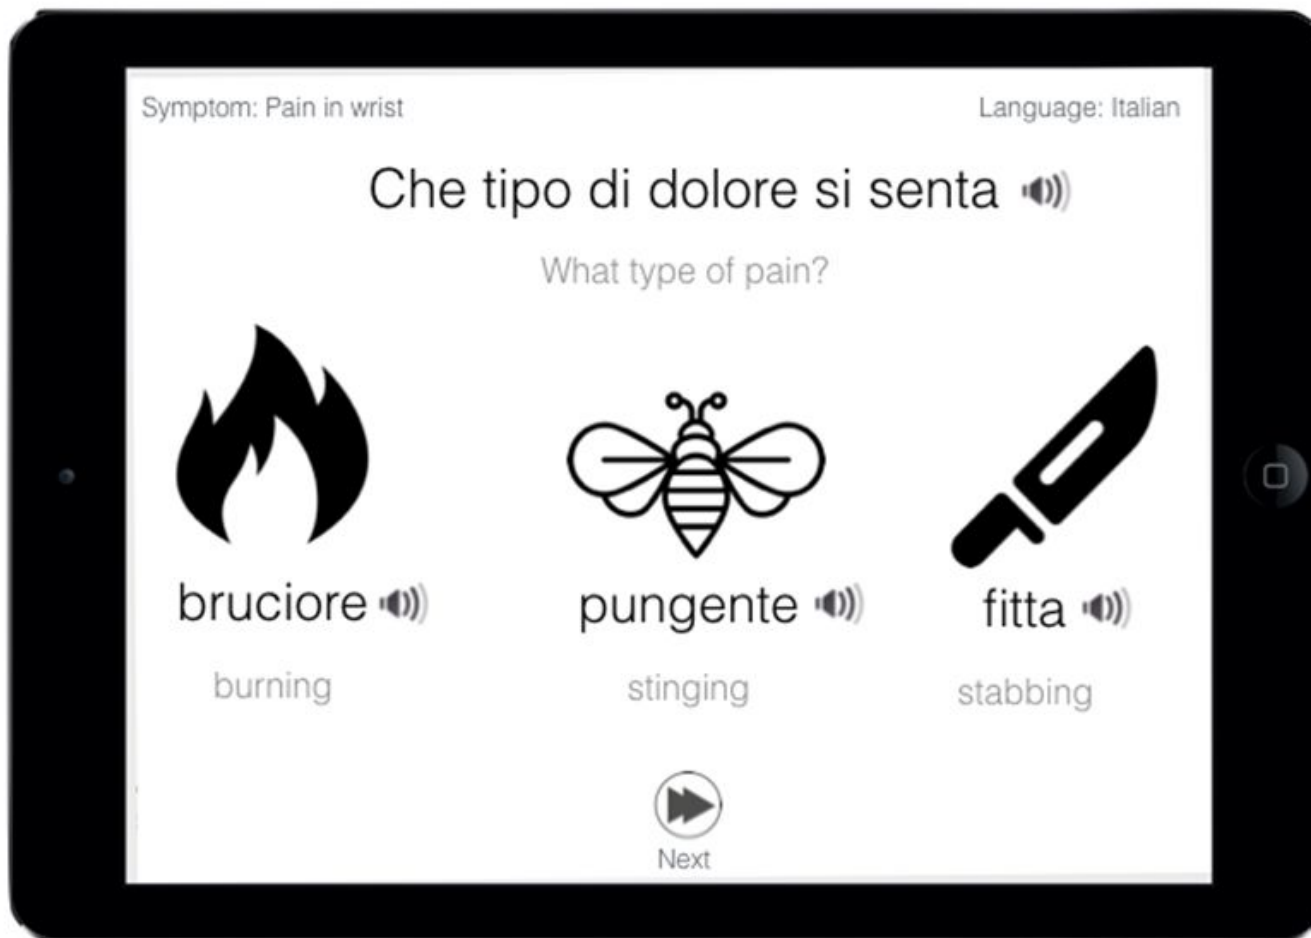 Symptom: Pain in wrist
Language: Italian
Che tipo di dolore si senta
What type of pain?
bruciore
pungente
fitta
burning
stinging
stabbing
Next